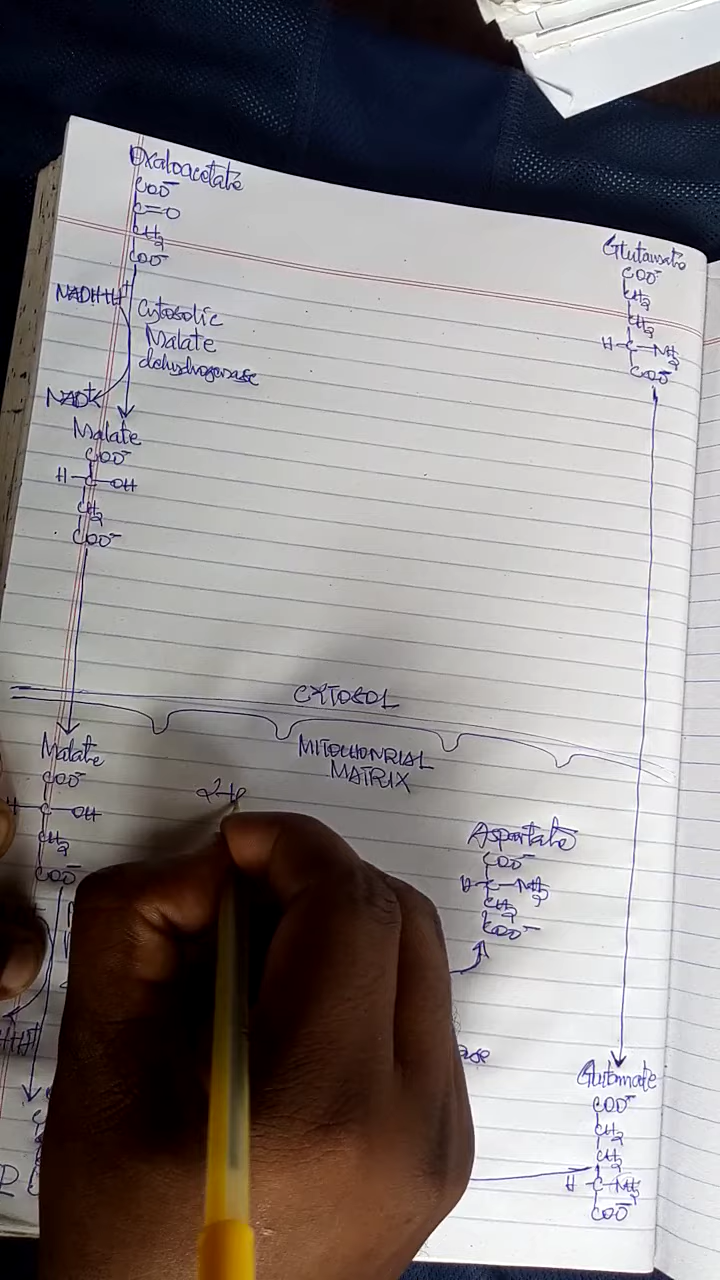 Oxaloacetate
COO⁻
C=O
CH₂
COO⁻
NADH+H⁺
Cytosolic
Malate
dehydrogenase
NAD⁺
Malate
COO⁻
H-C-OH
CH₂
COO⁻
Glutamate
COO⁻
CH₂
CH₂
H-C-NH₂
COO⁻
CYTOSOL
MITOCHONRIAL
MATRIX
Malate
COO⁻
H-C-OH
CH₂
COO⁻
Aspartate
COO⁻
H-C-NH₂
CH₂
COO⁻
Glutamate
COO⁻
CH₂
CH₂
H-C-NH₂
COO⁻